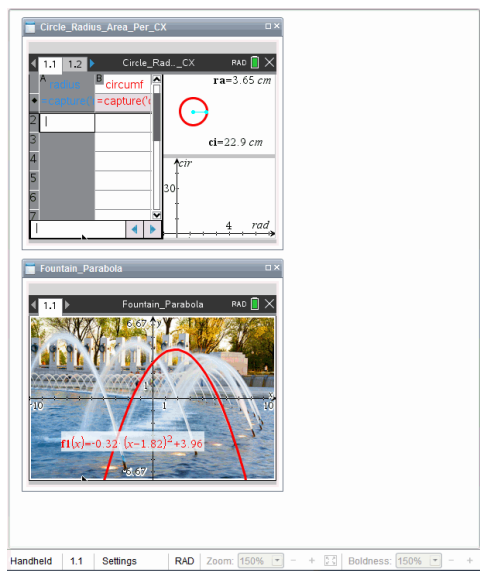 Circle_Radius_Area_Per_CX
1.1 1.2 Circle_Rad..._CX RAD
A radius B circumf
=capture(' =capture('c
2
3
4
5
6
7
ra=3.65 cm
ci=22.9 cm
cir
30
4 rad
Fountain_Parabola
1.1 Fountain_Parabola RAD
6.67 y
1
-10 1 10
x
f1(x)=-0.32·(x-1.82)²+3.96
-6.67
Handheld 1.1 Settings RAD Zoom: 150% - + Boldness: 150% - +